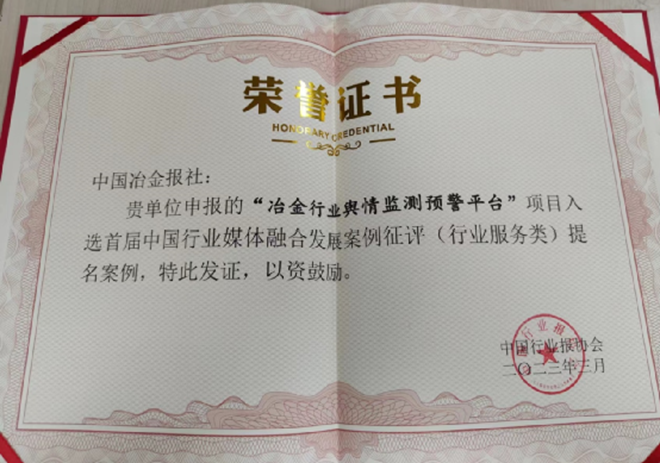 荣誉证书
HONORARY CREDENTIAL
中国冶金报社：
贵单位申报的“冶金行业舆情监测预警平台”项目入
选首届中国行业媒体融合发展案例征评（行业服务类）提
名案例，特此发证，以资鼓励。
中国行业报协会
二〇二三年三月